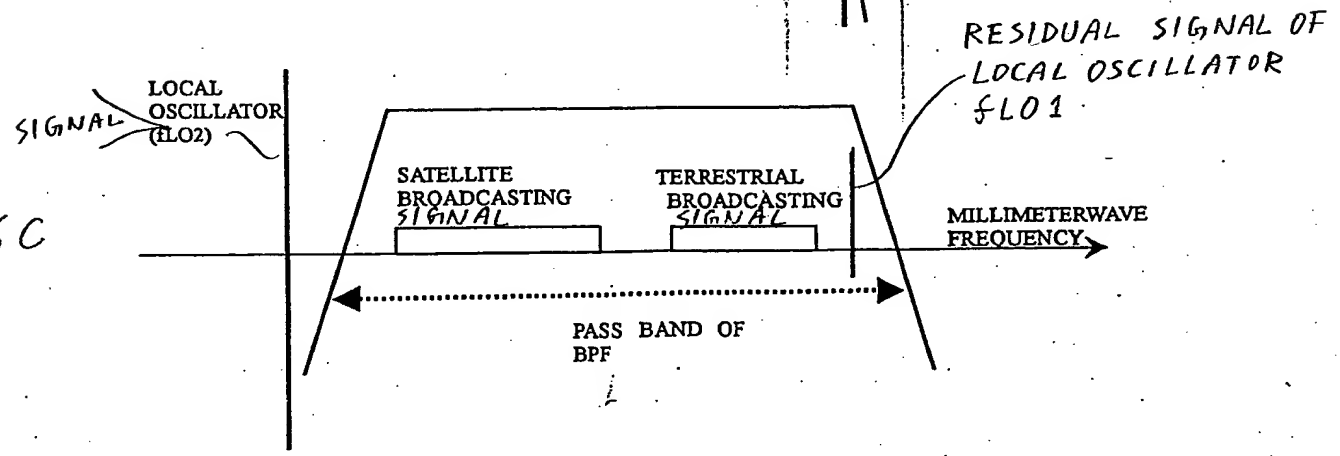 RESIDUAL SIGNAL OF
LOCAL OSCILLATOR
fLO1
SIGNAL
LOCAL
OSCILLATOR
(fLO2)
SATELLITE
BROADCASTING
SIGNAL
TERRESTRIAL
BROADCASTING
SIGNAL
MILLIMETERWAVE
FREQUENCY
PASS BAND OF
BPF